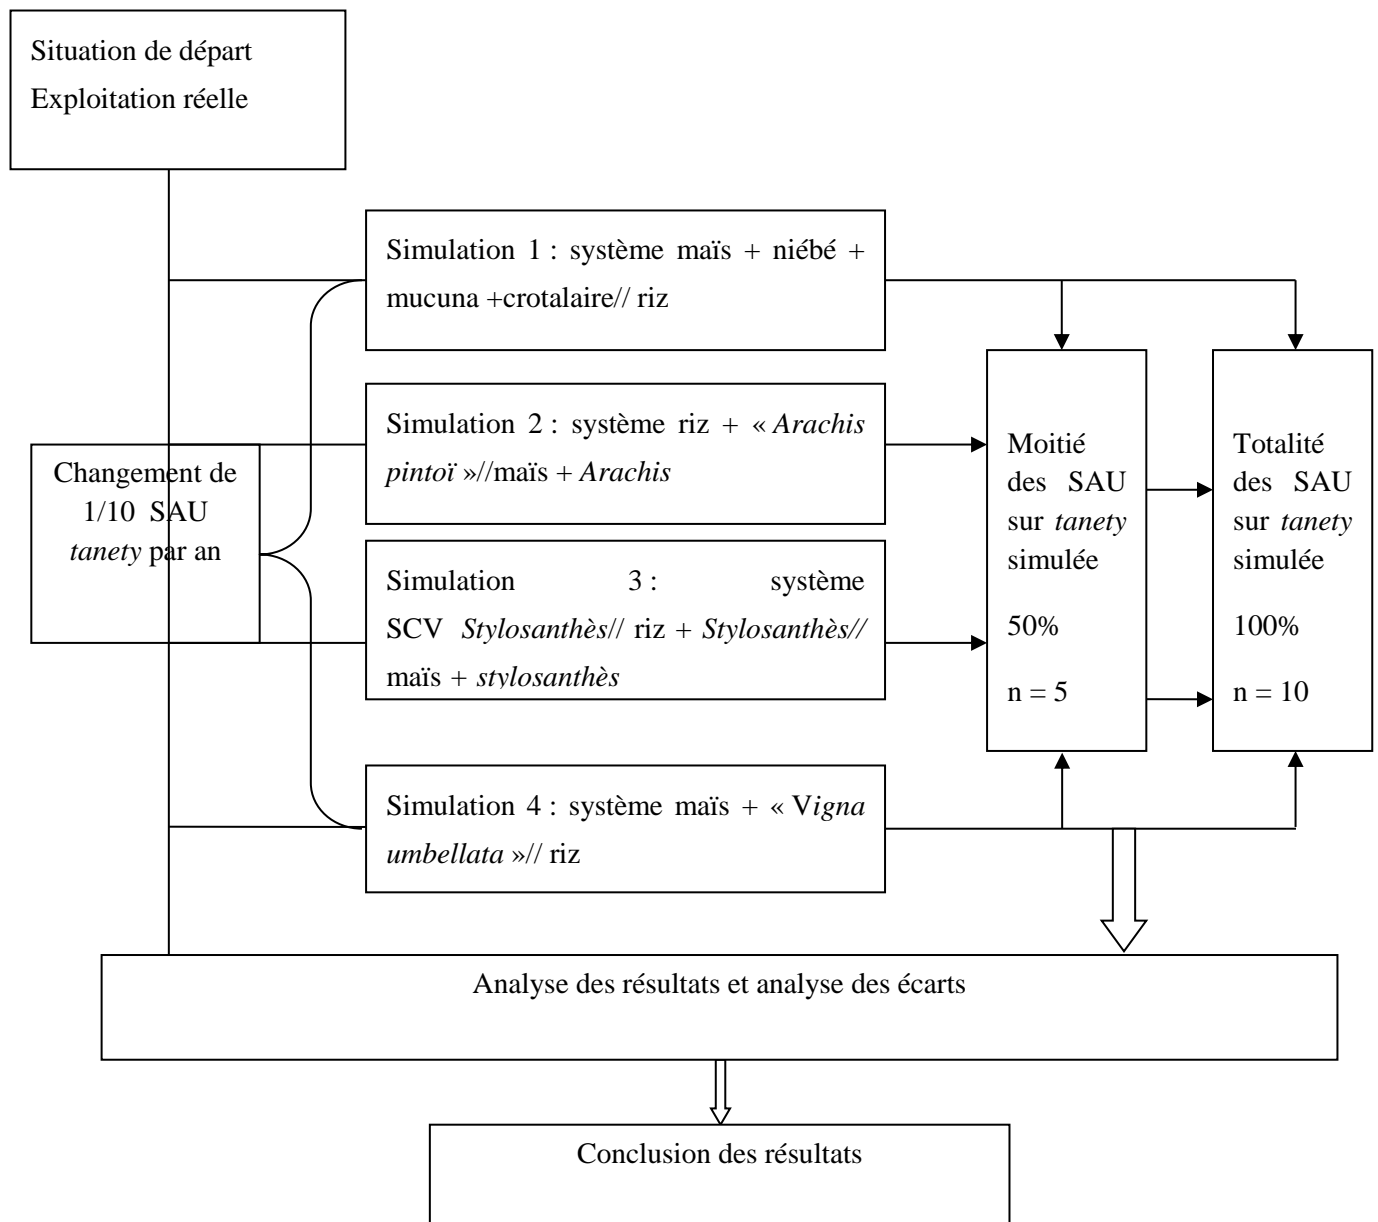 Situation de départ
Exploitation réelle
Simulation 1 : système maïs + niébé +
mucuna +crotalaire// riz
Simulation 2 : système riz + « Arachis
pintoï »//maïs + Arachis
Changement de
1/10 SAU
tanety par an
Simulation 3 : système
SCV Stylosanthès// riz + Stylosanthès//
maïs + stylosanthès
Simulation 4 : système maïs + « Vigna
umbellata »// riz
Moitié
des SAU
sur tanety
simulée
50%
n = 5
Totalité
des SAU
sur tanety
simulée
100%
n = 10
Analyse des résultats et analyse des écarts
Conclusion des résultats